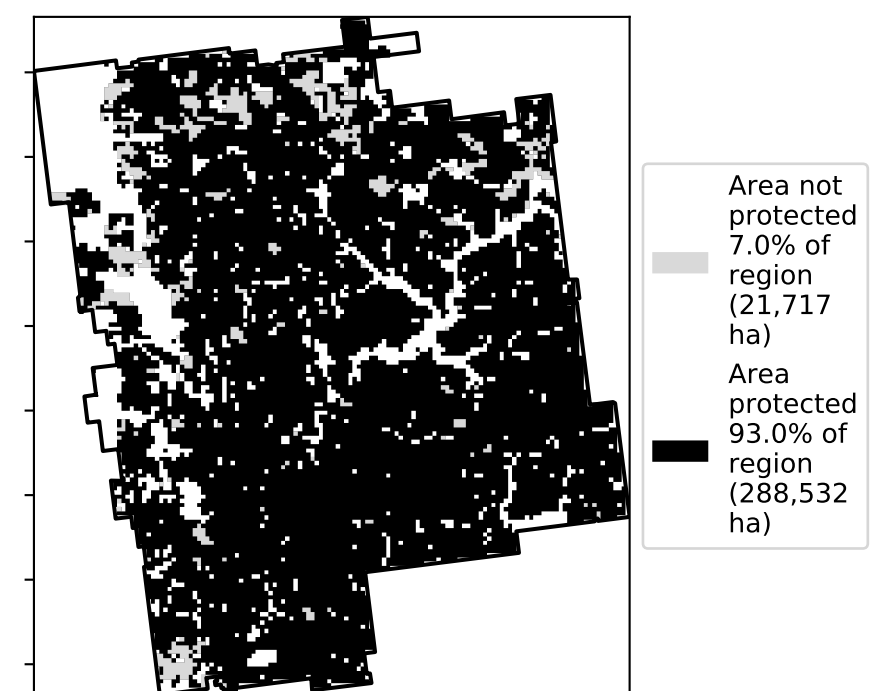 Area not
protected
7.0% of
region
(21,717
ha)
Area
protected
93.0% of
region
(288,532
ha)